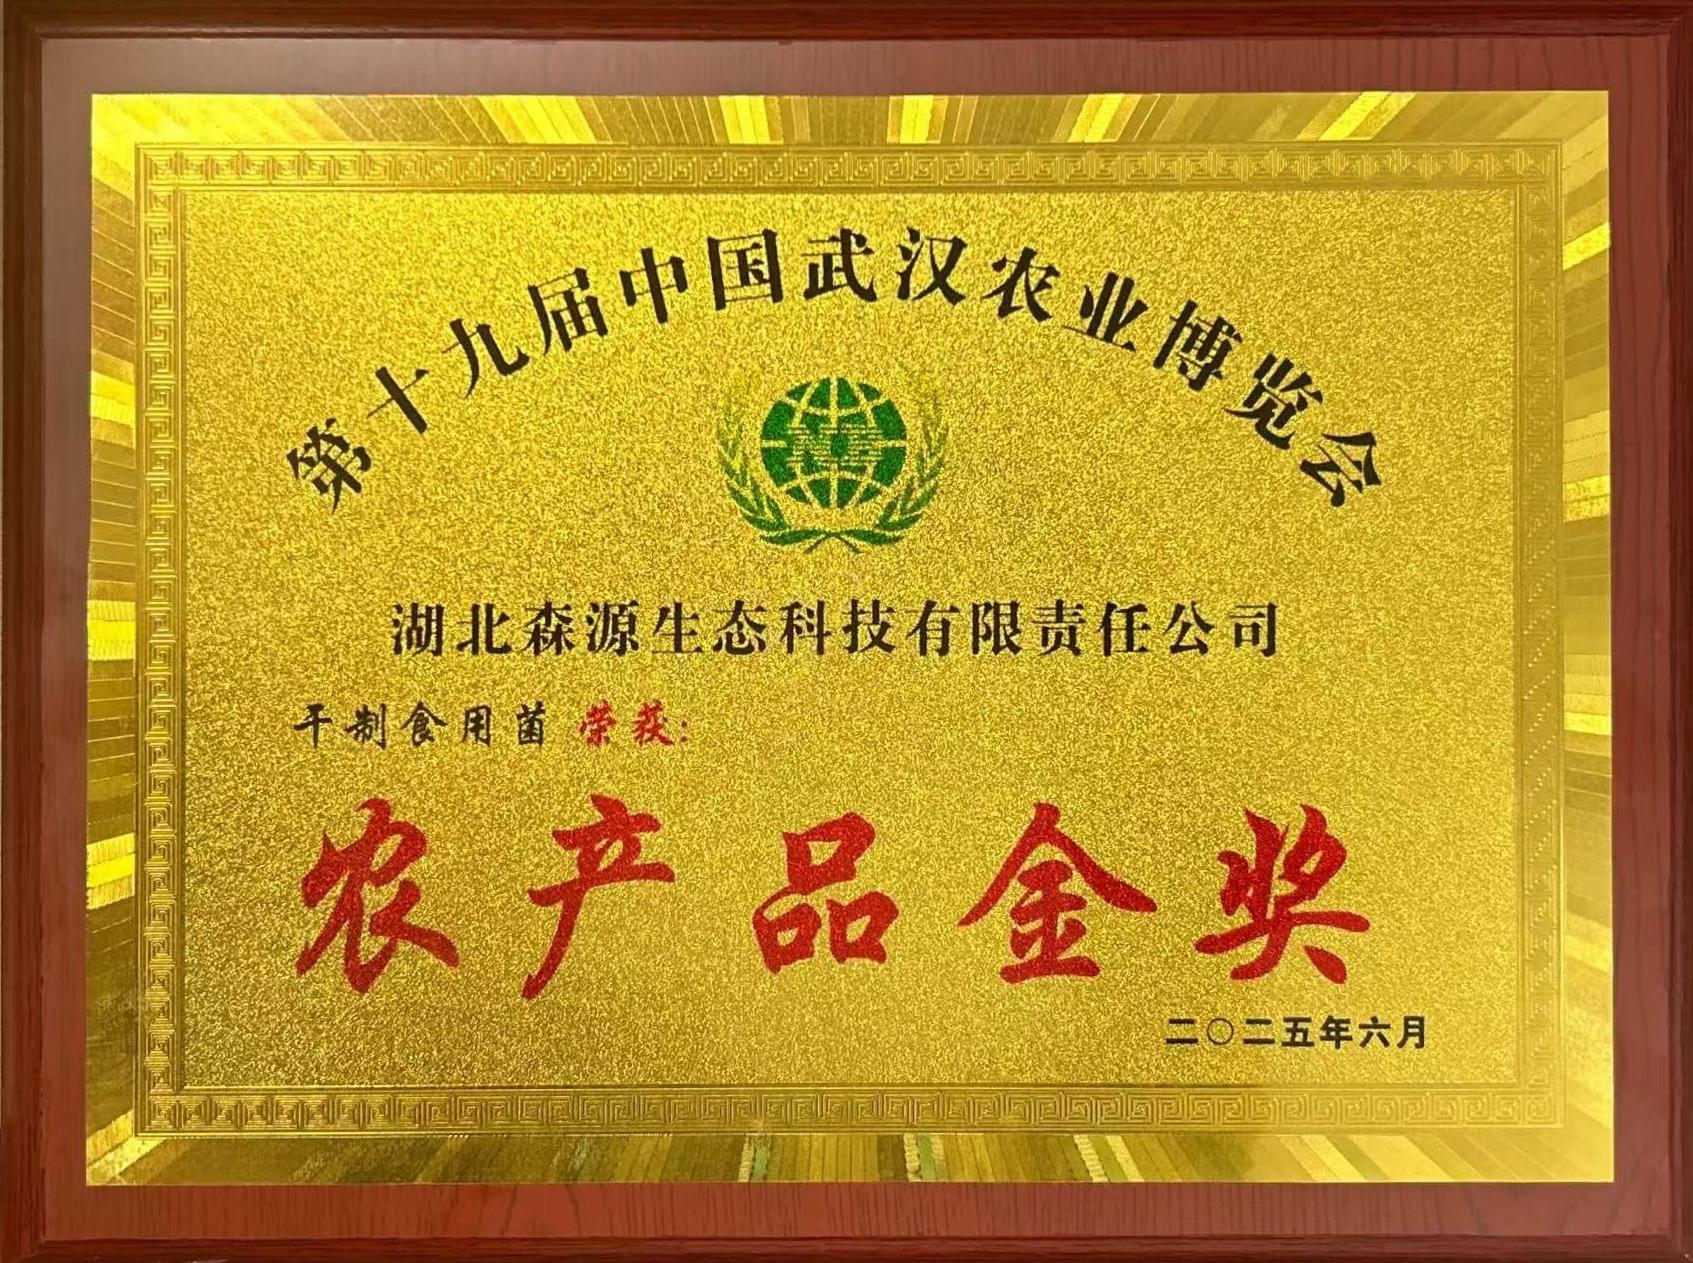 第十九届中国武汉农业博览会
湖北森源生态科技有限责任公司
干制食用菌 荣获:
农产品金奖
二〇二五年六月